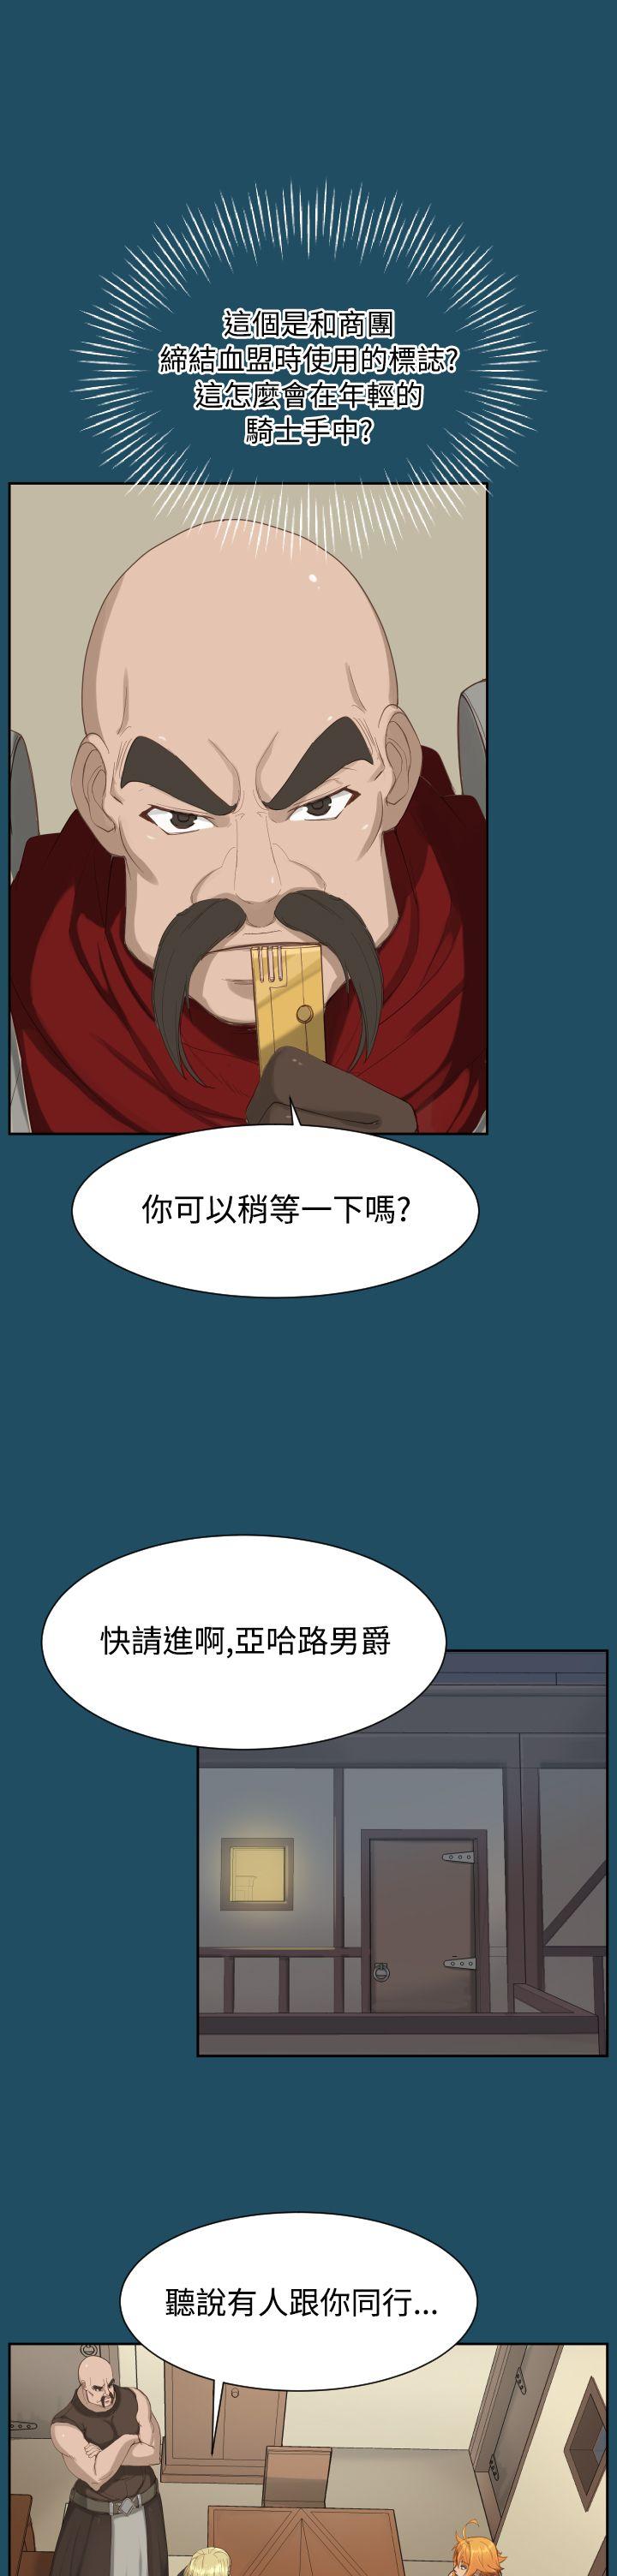 這個是和商團
締結血盟時使用的標誌?
這怎麼會在年輕的
騎士手中?
你可以稍等一下嗎?
快請進啊,亞哈路男爵
聽說有人跟你同行...